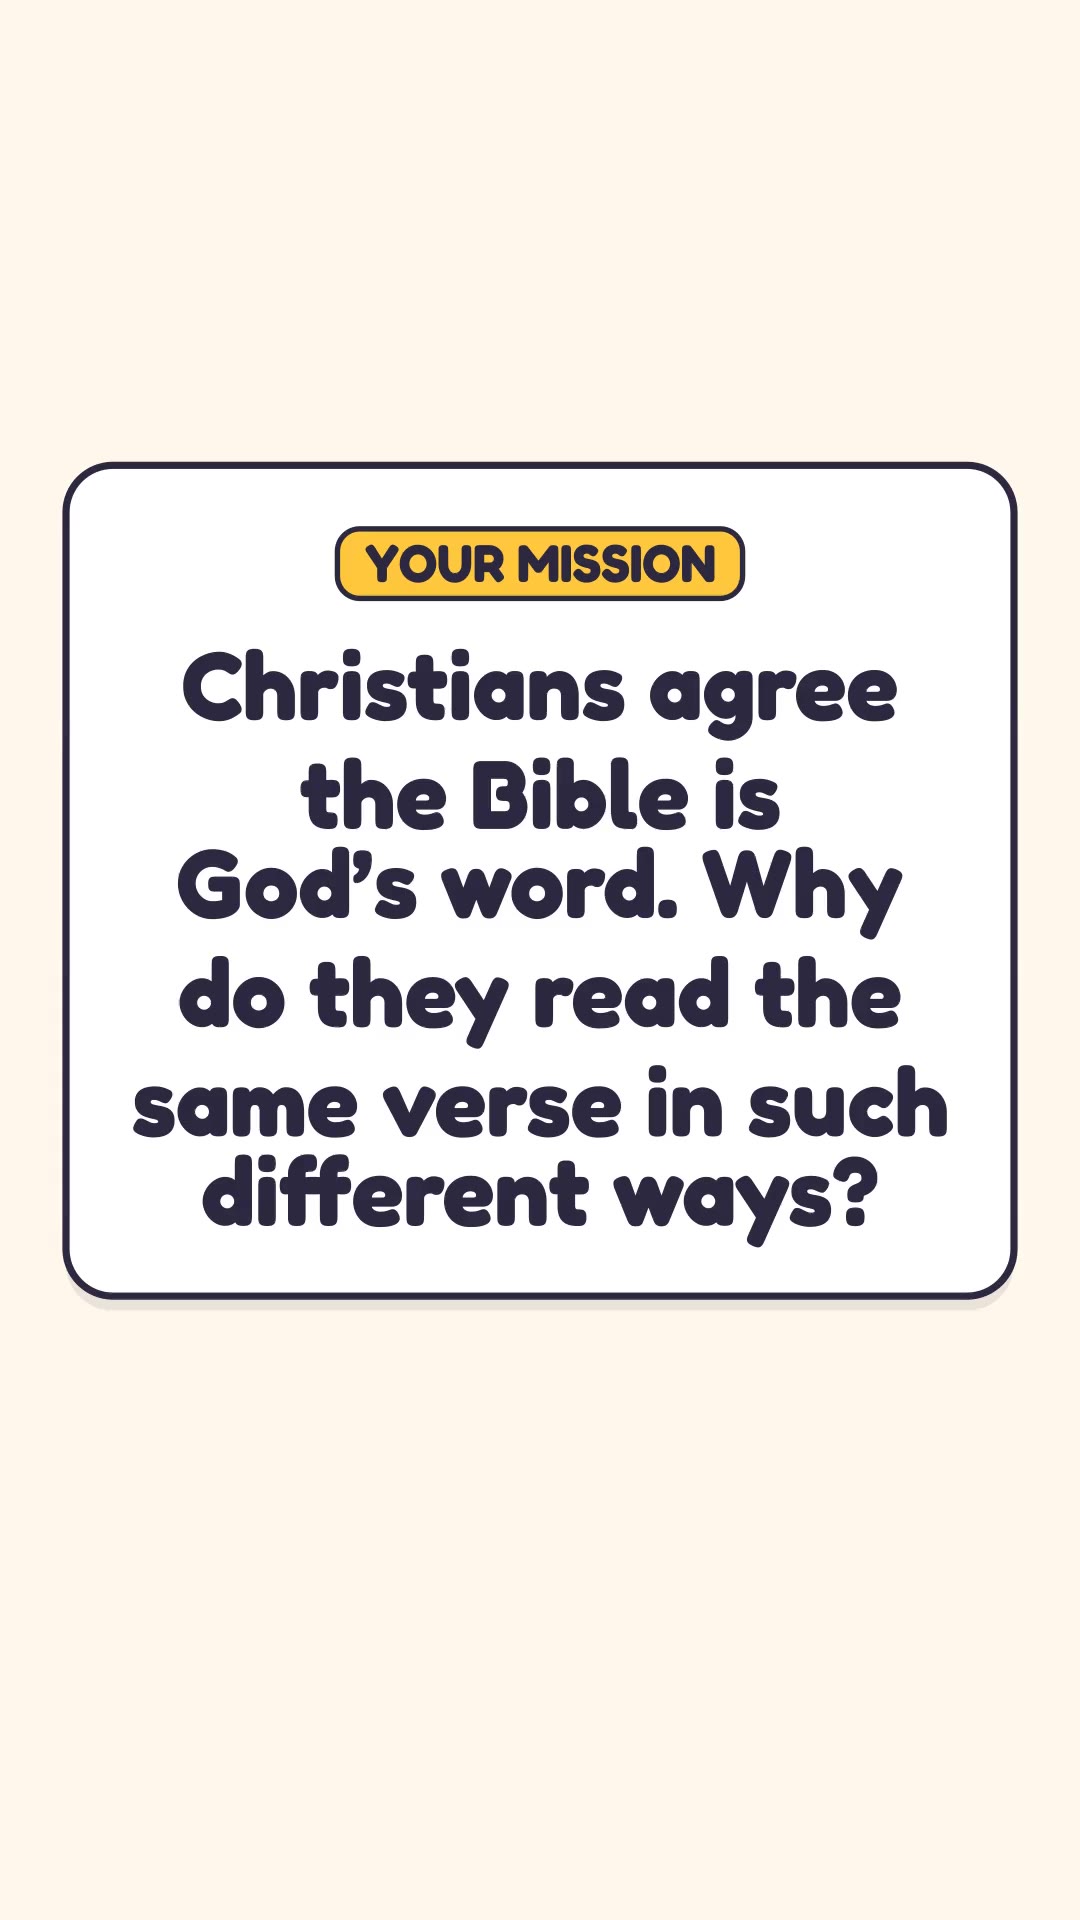 YOUR MISSION
Christians agree
the Bible is
God’s word. Why
do they read the
same verse in such
different ways?